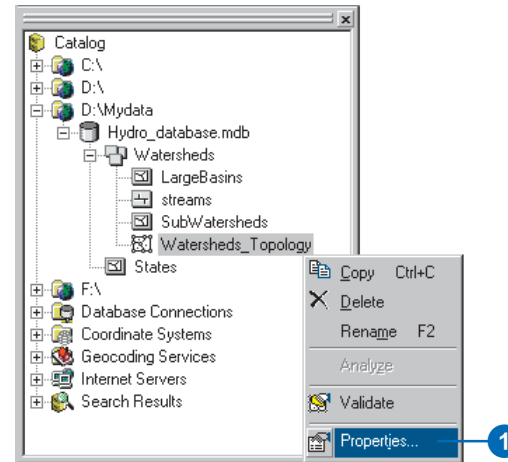 Catalog
C:\
D:\
D:\Mydata
Hydro_database.mdb
Watersheds
LargeBasins
streams
SubWatersheds
Watersheds_Topology
States
F:\
Database Connections
Coordinate Systems
Geocoding Services
Internet Servers
Search Results
Copy Ctrl+C
Delete
Rename F2
Analyze
Validate
Properties...
1